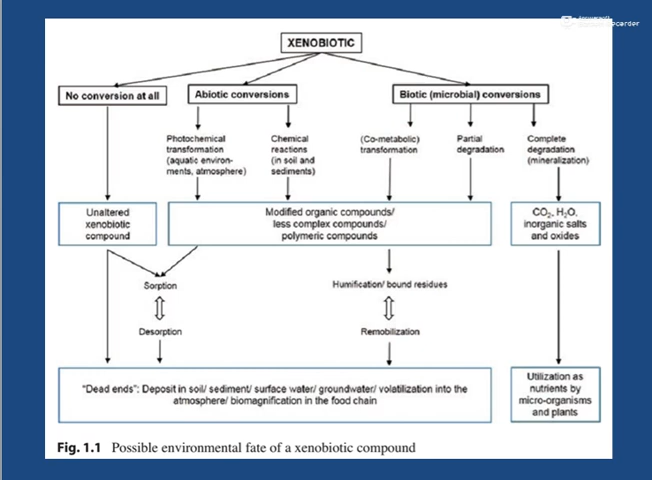 ecorder
XENOBIOTIC
No conversion at all
Abiotic conversions
Biotic (microbial) conversions
Photochemical
transformation
(aquatic environ-
ments, atmosphere)
Chemical
reactions
(in soil and
sediments)
(Co-metabolic)
transformation
Partial
degradation
Complete
degradation
(mineralization)
Unaltered
xenobiotic
compound
Modified organic compounds/
less complex compounds/
polymeric compounds
CO₂, H₂O,
inorganic salts
and oxides
Sorption
Humification/ bound residues
Desorption
Remobilization
"Dead ends": Deposit in soil/ sediment/ surface water/ groundwater/ volatilization into the
atmosphere/ biomagnification in the food chain
Utilization as
nutrients by
micro-organisms
and plants
Fig. 1.1 Possible environmental fate of a xenobiotic compound